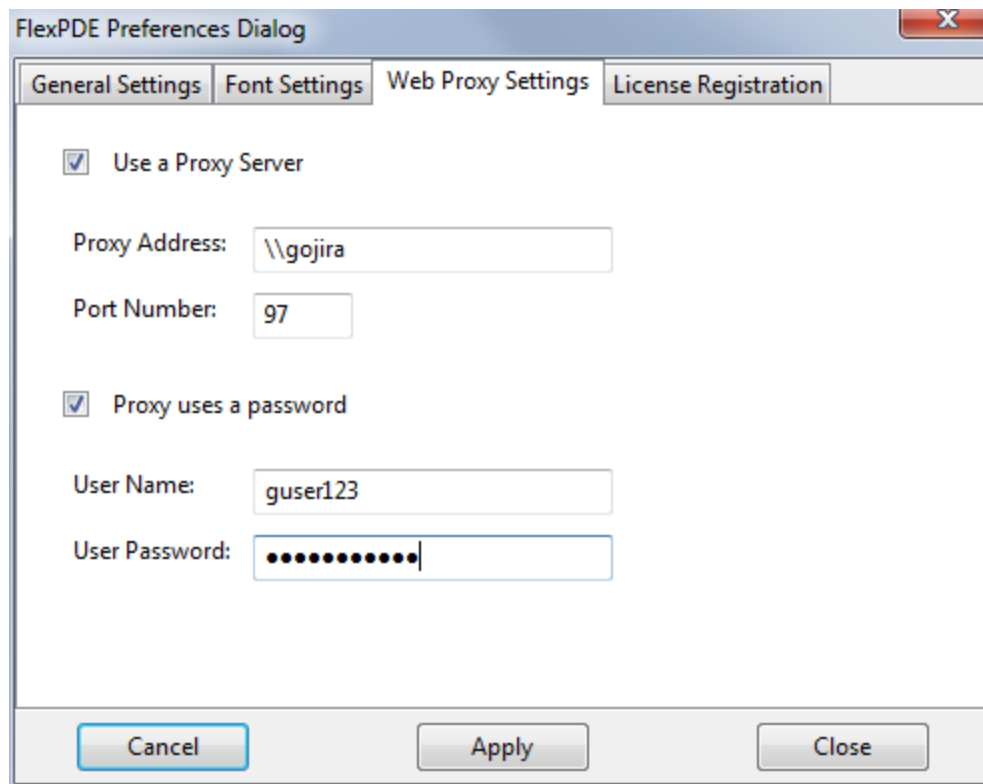 FlexPDE Preferences Dialog
General Settings Font Settings Web Proxy Settings License Registration
Use a Proxy Server
Proxy Address: \\gojira
Port Number: 97
Proxy uses a password
User Name: guser123
User Password: ●●●●●●●●●●●
Cancel Apply Close